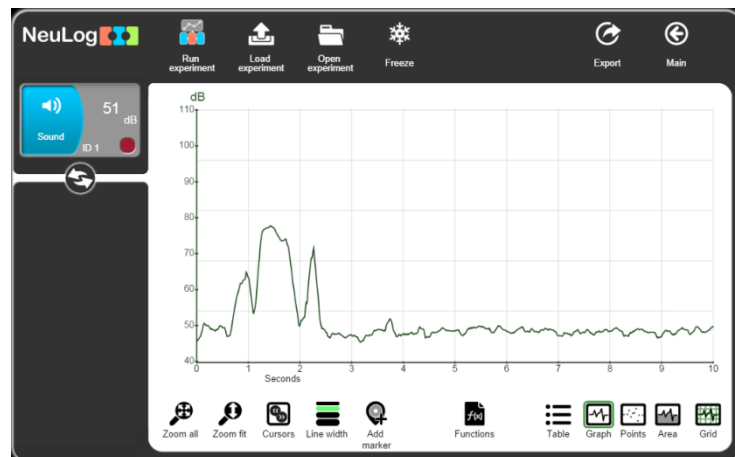 NeuLog
Run
experiment
Load
experiment
Open
experiment
Freeze
Export
Main
51
dB
Sound
ID 1
dB
110
100
90
80
70
60
50
40
0 1 2 3 4 5 6 7 8 9 10
Seconds
Zoom all
Zoom fit
Cursors
Line width
Add
marker
f(x)
Functions
Table
Graph
Points
Area
Grid